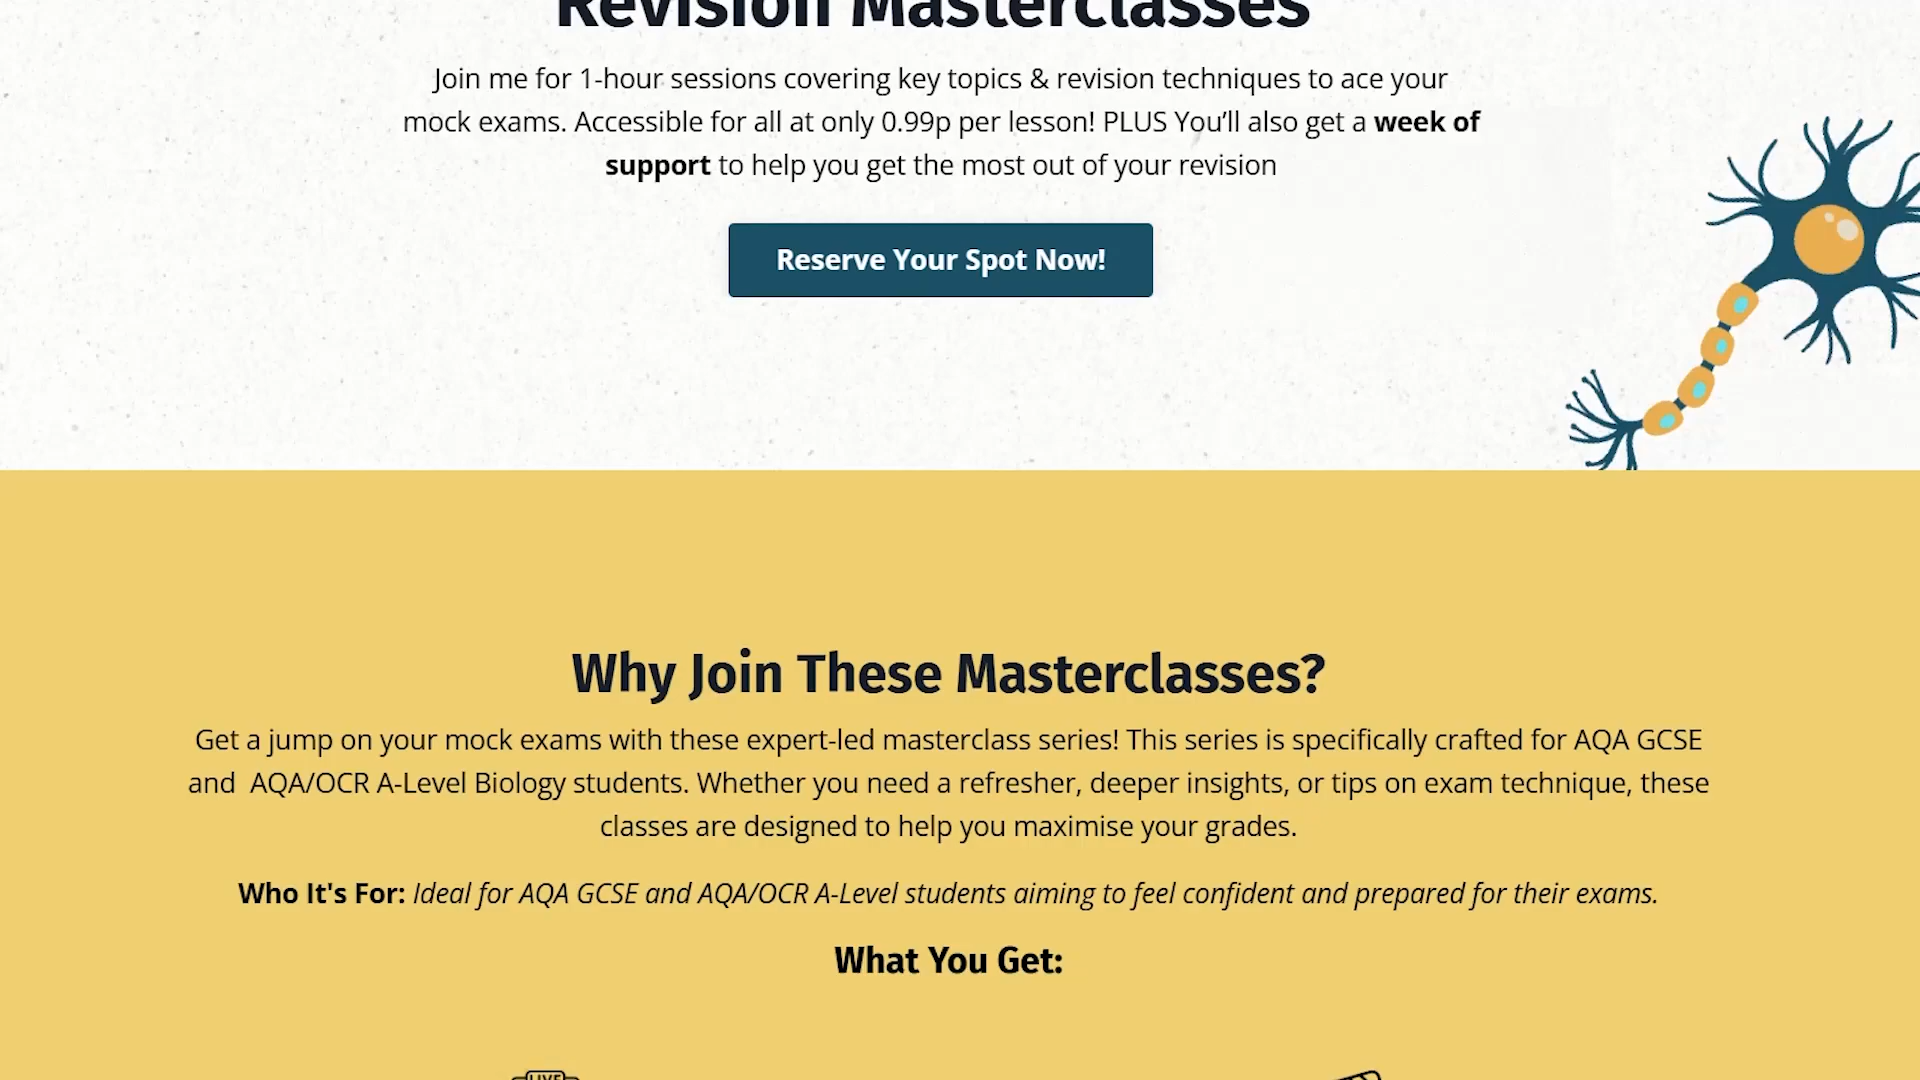 Revision Masterclasses
Join me for 1-hour sessions covering key topics & revision techniques to ace your
mock exams. Accessible for all at only 0.99p per lesson! PLUS You’ll also get a week of
support to help you get the most out of your revision
Reserve Your Spot Now!
Why Join These Masterclasses?
Get a jump on your mock exams with these expert-led masterclass series! This series is specifically crafted for AQA GCSE
and AQA/OCR A-Level Biology students. Whether you need a refresher, deeper insights, or tips on exam technique, these
classes are designed to help you maximise your grades.
Who It's For: Ideal for AQA GCSE and AQA/OCR A-Level students aiming to feel confident and prepared for their exams.
What You Get:
LIVE